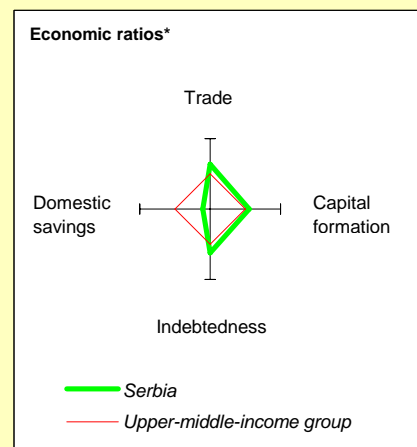 Economic ratios*
Trade
Domestic
savings
Capital
formation
Indebtedness
Serbia
Upper-middle-income group